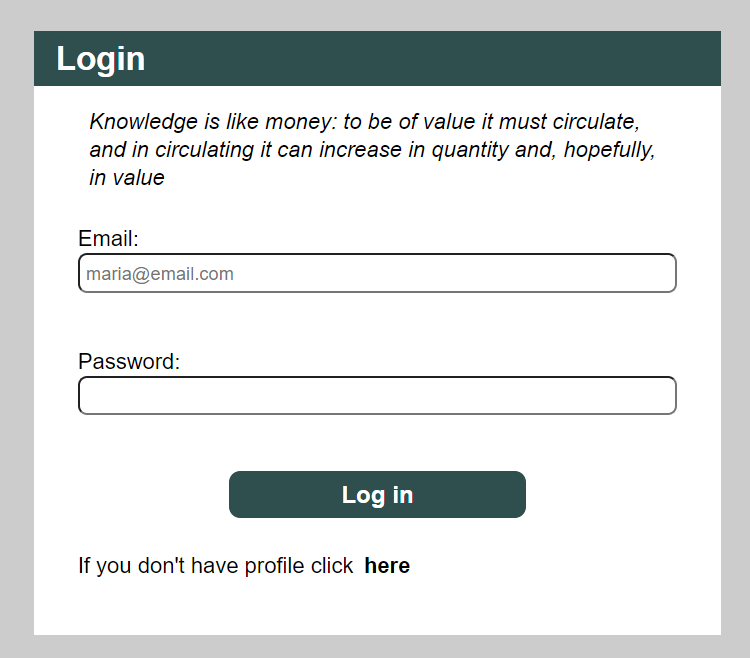 Login
Knowledge is like money: to be of value it must circulate,
and in circulating it can increase in quantity and, hopefully,
in value
Email:
maria@email.com
Password:
Log in
If you don't have profile click here